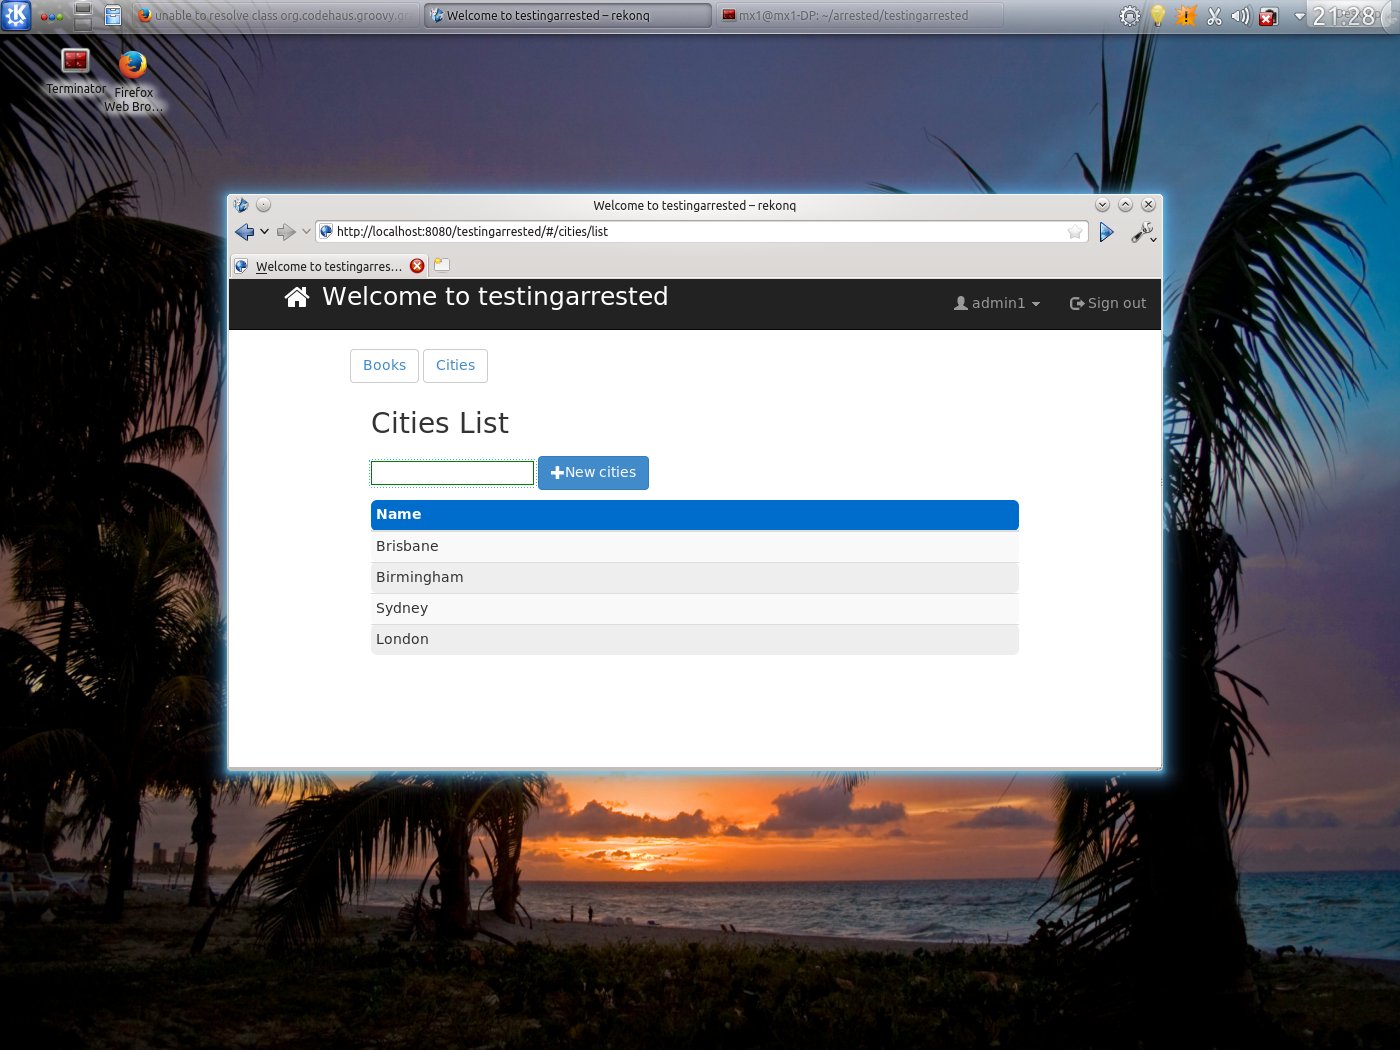 unable to resolve class org.codehaus.groovy.gr
Welcome to testingarrested – rekonq
mx1@mx1-DP: ~/arrested/testingarrested
21:28
Terminator
Firefox
Web Bro...
Welcome to testingarrested – rekonq
http://localhost:8080/testingarrested/#/cities/list
Welcome to testingarres...
Welcome to testingarrested
admin1
Sign out
Books
Cities
Cities List
New cities
Name
Brisbane
Birmingham
Sydney
London